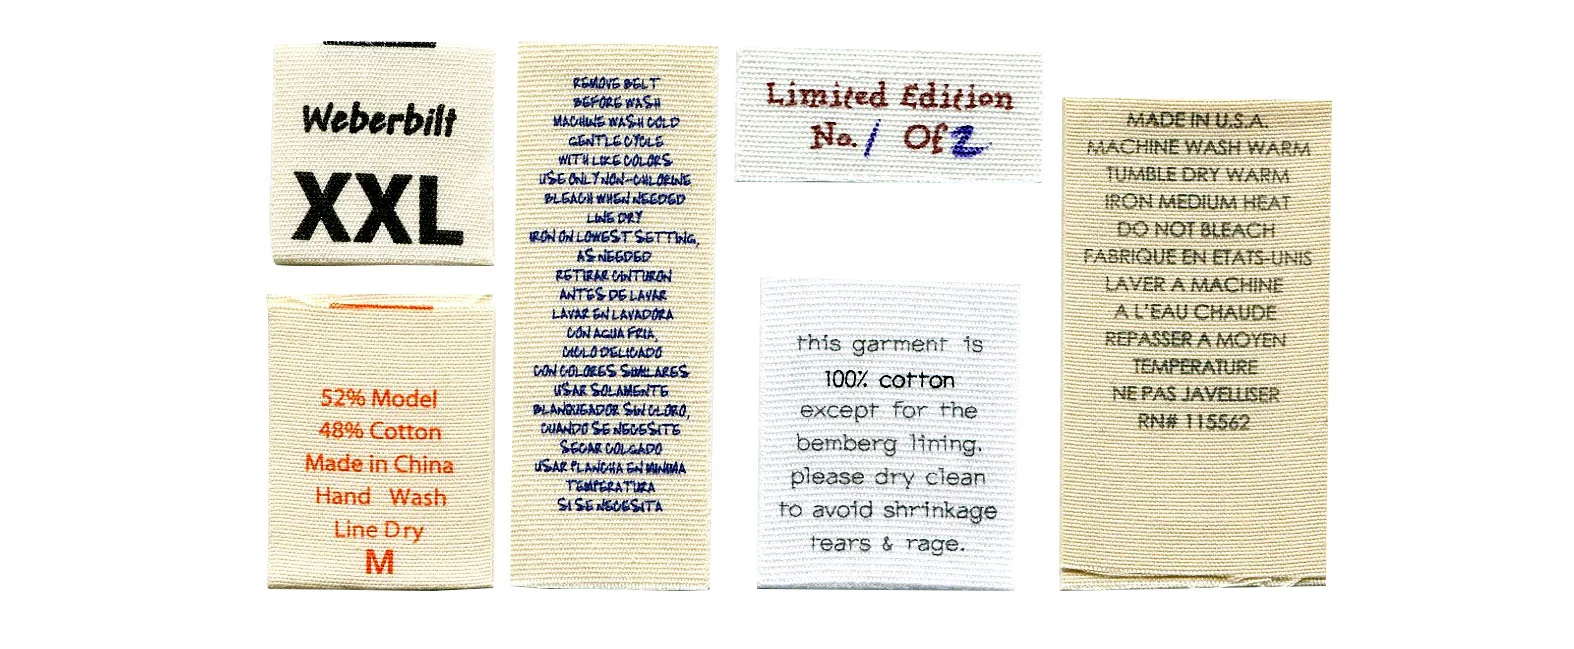 Weberbilt
XXL
52% Model
48% Cotton
Made in China
Hand Wash
Line Dry
M
REMOVE BELT
BEFORE WASH
MACHINE WASH COLD
GENTLE CYCLE
WITH LIKE COLORS
USE ONLY NON-CHLORINE
BLEACH WHEN NEEDED
LINE DRY
IRON ON LOWEST SETTING,
AS NEEDED
RETIRAR CINTURON
ANTES DE LAVAR
LAVAR EN LAVADORA
CON AGUA FRIA,
CICLO DELICADO
CON COLORES SIMILARES
USAR SOLAMENTE
BLANQUEADOR SIN CLORO,
CUANDO SE NECESITE
SECAR COLGADO
USAR PLANCHA EN MINIMA
TEMPERATURA
SI SE NECESITA
Limited Edition
No. 1 Of 2
this garment is
100% cotton
except for the
bemberg lining.
please dry clean
to avoid shrinkage
tears & rage.
MADE IN U.S.A.
MACHINE WASH WARM
TUMBLE DRY WARM
IRON MEDIUM HEAT
DO NOT BLEACH
FABRIQUE EN ETATS-UNIS
LAVER A MACHINE
A L'EAU CHAUDE
REPASSER A MOYEN
TEMPERATURE
NE PAS JAVELLISER
RN# 115562